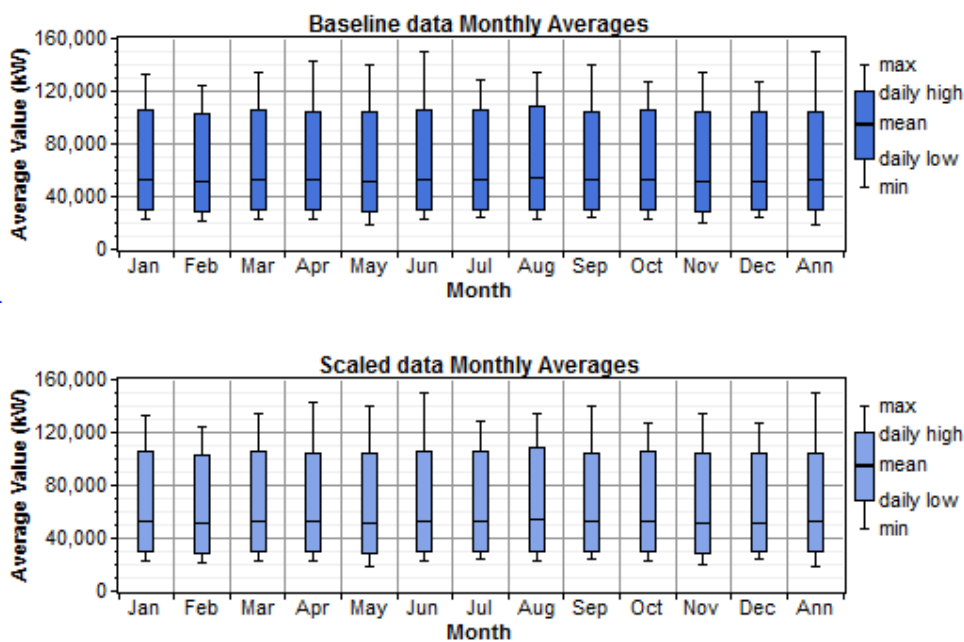 Baseline data Monthly Averages
Average Value (kW)
160,000
120,000
80,000
40,000
0
Jan Feb Mar Apr May Jun Jul Aug Sep Oct Nov Dec Ann
Month
max
daily high
mean
daily low
min
Scaled data Monthly Averages
Average Value (kW)
160,000
120,000
80,000
40,000
0
Jan Feb Mar Apr May Jun Jul Aug Sep Oct Nov Dec Ann
Month
max
daily high
mean
daily low
min